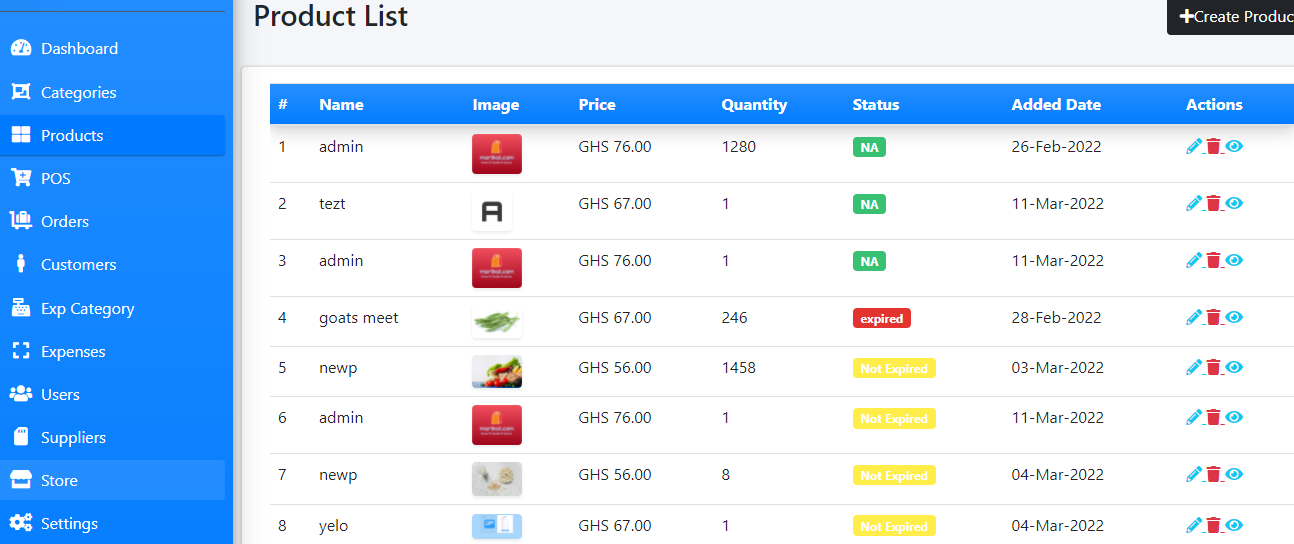 Product List
Create Produc
Dashboard
Categories
Products
POS
Orders
Customers
Exp Category
Expenses
Users
Suppliers
Store
Settings
# Name Image Price Quantity Status Added Date Actions
1 admin GHS 76.00 1280 NA 26-Feb-2022
2 tezt GHS 67.00 1 NA 11-Mar-2022
3 admin GHS 76.00 1 NA 11-Mar-2022
4 goats meet GHS 67.00 246 expired 28-Feb-2022
5 newp GHS 56.00 1458 Not Expired 03-Mar-2022
6 admin GHS 76.00 1 Not Expired 11-Mar-2022
7 newp GHS 56.00 8 Not Expired 04-Mar-2022
8 yelo GHS 67.00 1 Not Expired 04-Mar-2022